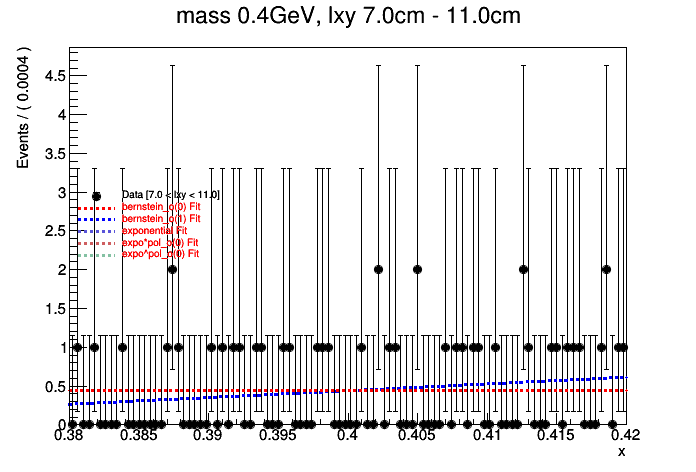 mass 0.4GeV, lxy 7.0cm - 11.0cm
Events / ( 0.0004 )
4.5
4
3.5
3
2.5
2
1.5
1
0.5
0
Data [7.0 < lxy < 11.0]
bernstein_o(0) Fit
bernstein_o(1) Fit
exponential Fit
expo*pol_o(0) Fit
expo^pol_o(0) Fit
0.38 0.385 0.39 0.395 0.4 0.405 0.41 0.415 0.42
x